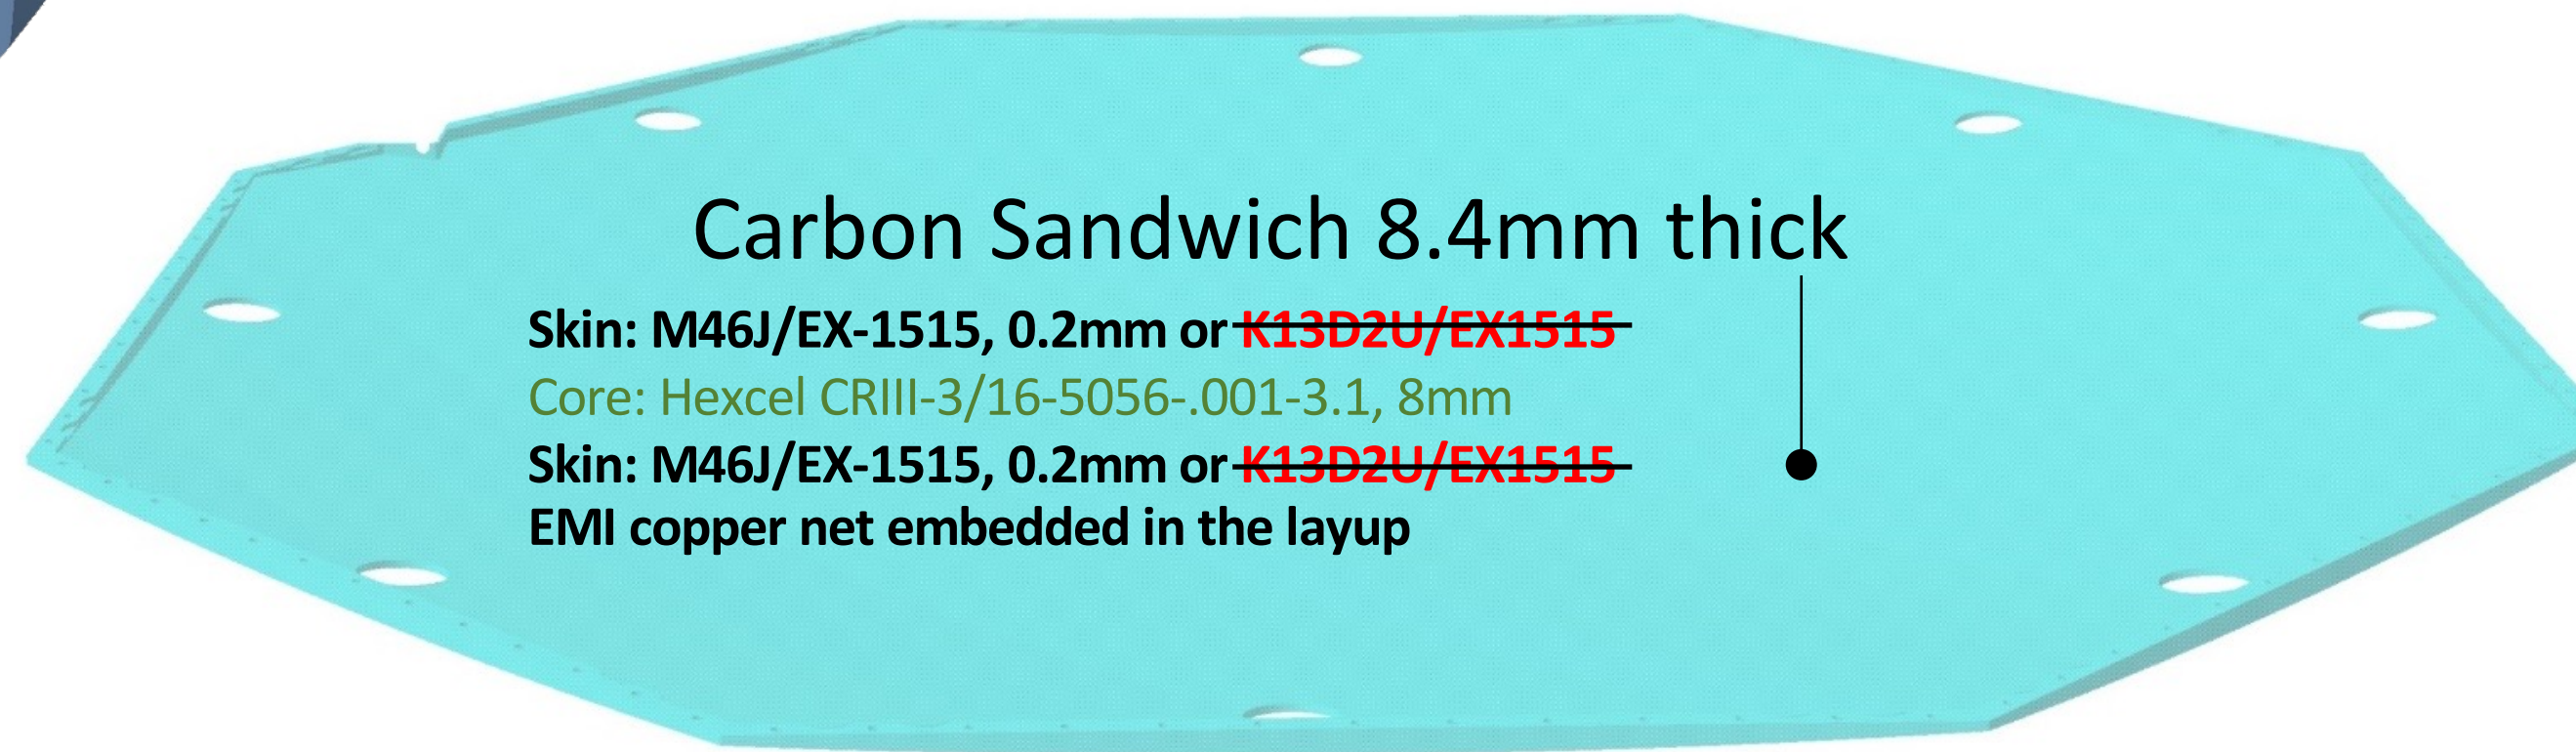 Carbon Sandwich 8.4mm thick
Skin: M46J/EX-1515, 0.2mm or K13D2U/EX1515
Core: Hexcel CRIII-3/16-5056-.001-3.1, 8mm
Skin: M46J/EX-1515, 0.2mm or K13D2U/EX1515
EMI copper net embedded in the layup